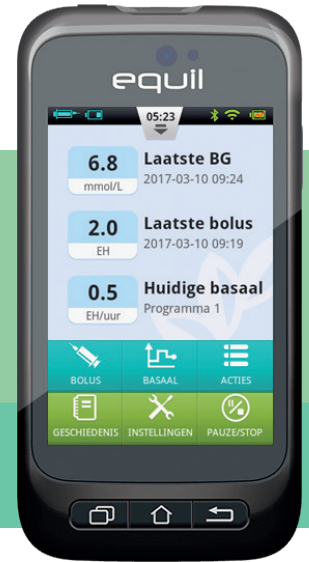 equil
05:23
6.8
mmol/L
Laatste BG
2017-03-10 09:24
2.0
EH
Laatste bolus
2017-03-10 09:19
0.5
EH/uur
Huidige basaal
Programma 1
BOLUS BASAAL ACTIES
GESCHIEDENIS INSTELLINGEN PAUZE/STOP